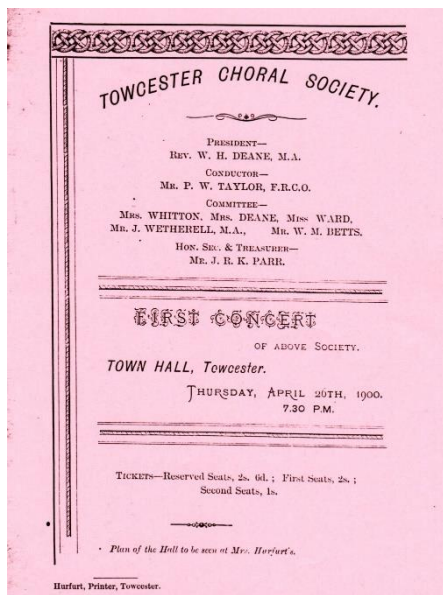 TOWCESTER CHORAL SOCIETY.
PRESIDENT—
REV. W. H. DEANE, M.A.
CONDUCTOR—
MR. P. W. TAYLOR, F.R.C.O.
COMMITTEE—
MRS. WHITTON, MRS. DEANE, MISS WARD,
MR. J. WETHERELL, M.A., MR. W. M. BETTS.
HON. SEC. & TREASURER—
MR. J. R. K. PARR.
FIRST CONCERT
OF ABOVE SOCIETY.
TOWN HALL, Towcester.
THURSDAY, APRIL 26TH, 1900.
7.30 P.M.
TICKETS—Reserved Seats, 2s. 6d. ; First Seats, 2s. ;
Second Seats, 1s.
Plan of the Hall to be seen at Mrs. Hurfurt's.
Hurfurt, Printer, Towcester.